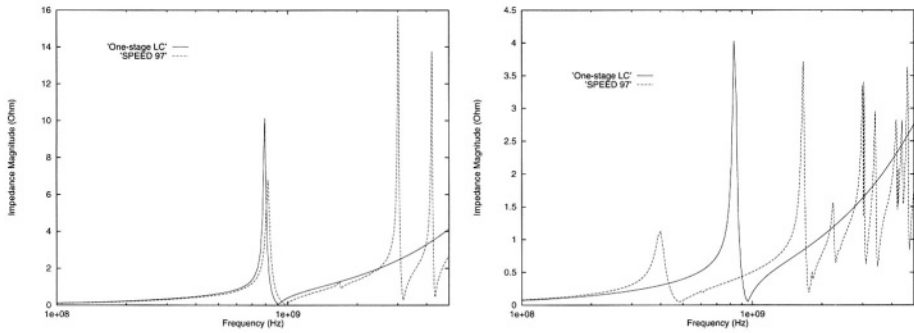 16
14
12
10
8
6
4
2
0
Impedance Magnitude (Ohm)
'One-stage LC'
'SPEED 97'
1e+08
1e+09
Frequency (Hz)
4.5
4
3.5
3
2.5
2
1.5
1
0.5
0
Impedance Magnitude (Ohm)
'One-stage LC'
'SPEED 97'
1e+08
1e+09
Frequency (Hz)